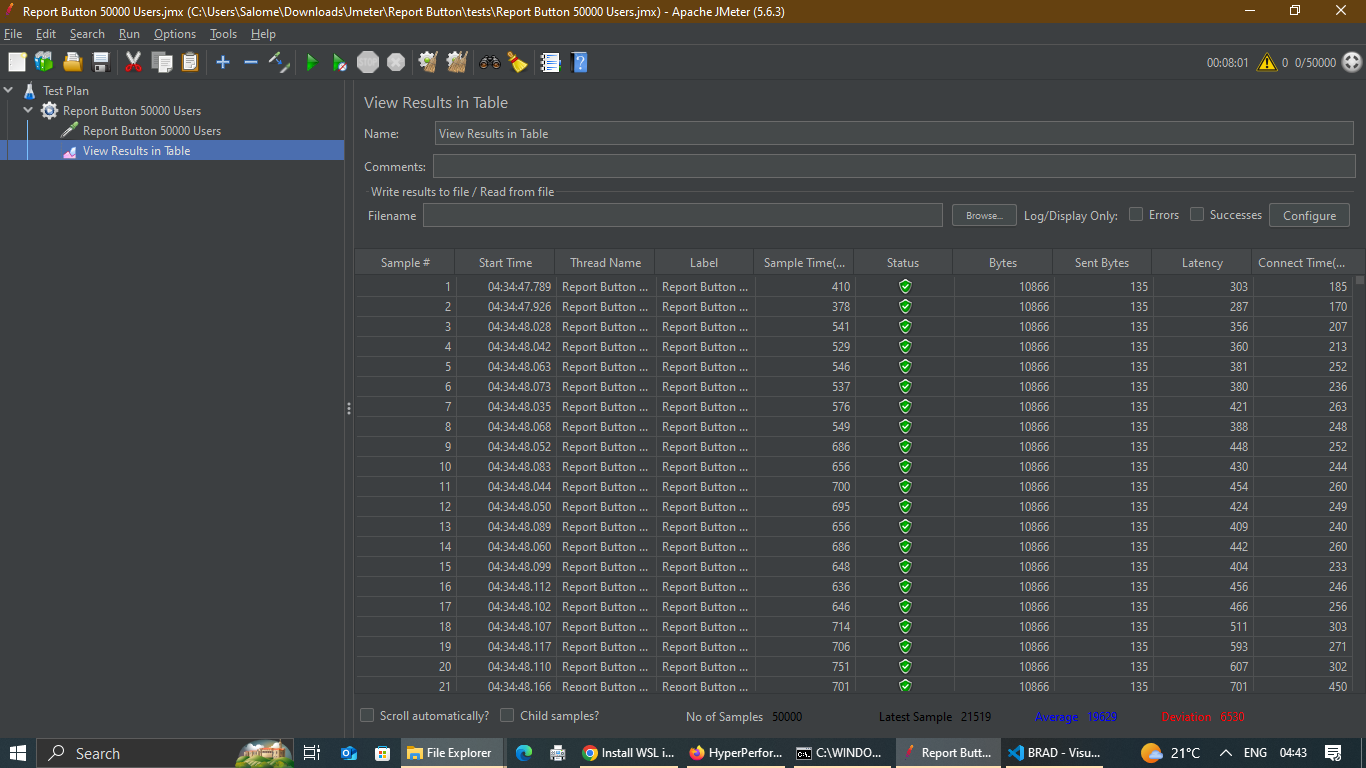 Report Button 50000 Users.jmx (C:\Users\Salome\Downloads\Jmeter\Report Button\tests\Report Button 50000 Users.jmx) - Apache JMeter (5.6.3)
File Edit Search Run Options Tools Help
STOP 00:08:01 0 0/50000
Test Plan
Report Button 50000 Users
Report Button 50000 Users
View Results in Table
View Results in Table
Name: View Results in Table
Comments:
Write results to file / Read from file
Filename Browse... Log/Display Only: Errors Successes Configure
Sample # Start Time Thread Name Label Sample Time(... Status Bytes Sent Bytes Latency Connect Time(...
1 04:34:47.789 Report Button ... Report Button ... 410 10866 135 303 185
2 04:34:47.926 Report Button ... Report Button ... 378 10866 135 287 170
3 04:34:48.028 Report Button ... Report Button ... 541 10866 135 356 207
4 04:34:48.042 Report Button ... Report Button ... 529 10866 135 360 213
5 04:34:48.063 Report Button ... Report Button ... 546 10866 135 381 252
6 04:34:48.073 Report Button ... Report Button ... 537 10866 135 380 236
7 04:34:48.035 Report Button ... Report Button ... 576 10866 135 421 263
8 04:34:48.068 Report Button ... Report Button ... 549 10866 135 388 248
9 04:34:48.052 Report Button ... Report Button ... 686 10866 135 448 252
10 04:34:48.083 Report Button ... Report Button ... 656 10866 135 430 244
11 04:34:48.044 Report Button ... Report Button ... 700 10866 135 454 260
12 04:34:48.050 Report Button ... Report Button ... 695 10866 135 424 249
13 04:34:48.089 Report Button ... Report Button ... 656 10866 135 409 240
14 04:34:48.060 Report Button ... Report Button ... 686 10866 135 442 260
15 04:34:48.099 Report Button ... Report Button ... 648 10866 135 404 233
16 04:34:48.112 Report Button ... Report Button ... 636 10866 135 456 246
17 04:34:48.102 Report Button ... Report Button ... 646 10866 135 466 256
18 04:34:48.107 Report Button ... Report Button ... 714 10866 135 511 303
19 04:34:48.117 Report Button ... Report Button ... 706 10866 135 593 271
20 04:34:48.110 Report Button ... Report Button ... 751 10866 135 607 302
21 04:34:48.166 Report Button ... Report Button ... 701 10866 135 701 450
Scroll automatically? Child samples? No of Samples 50000 Latest Sample 21519 Average 19629 Deviation 6530
Search File Explorer Install WSL i... HyperPerfor... C:\WINDO... Report Butt... BRAD - Visu... 21°C ENG 04:43